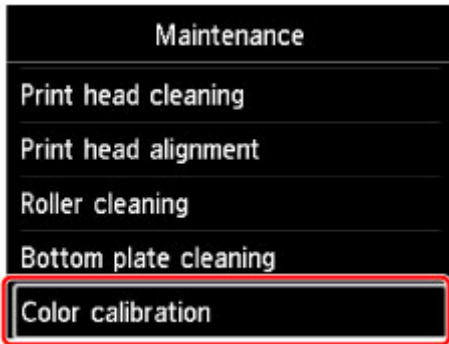 Maintenance
Print head cleaning
Print head alignment
Roller cleaning
Bottom plate cleaning
Color calibration